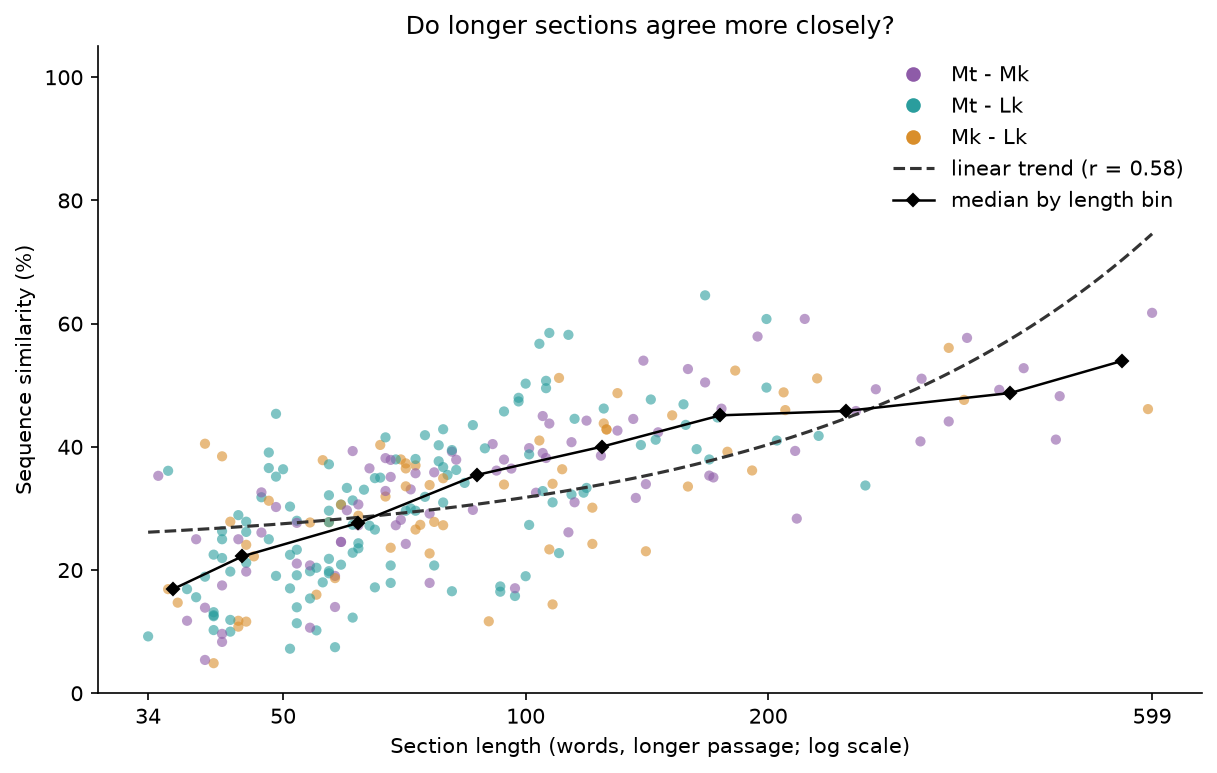 Do longer sections agree more closely?
Mt - Mk
Mt - Lk
Mk - Lk
linear trend (r = 0.58)
median by length bin
Sequence similarity (%)
100
80
60
40
20
0
34 50 100 200 599
Section length (words, longer passage; log scale)